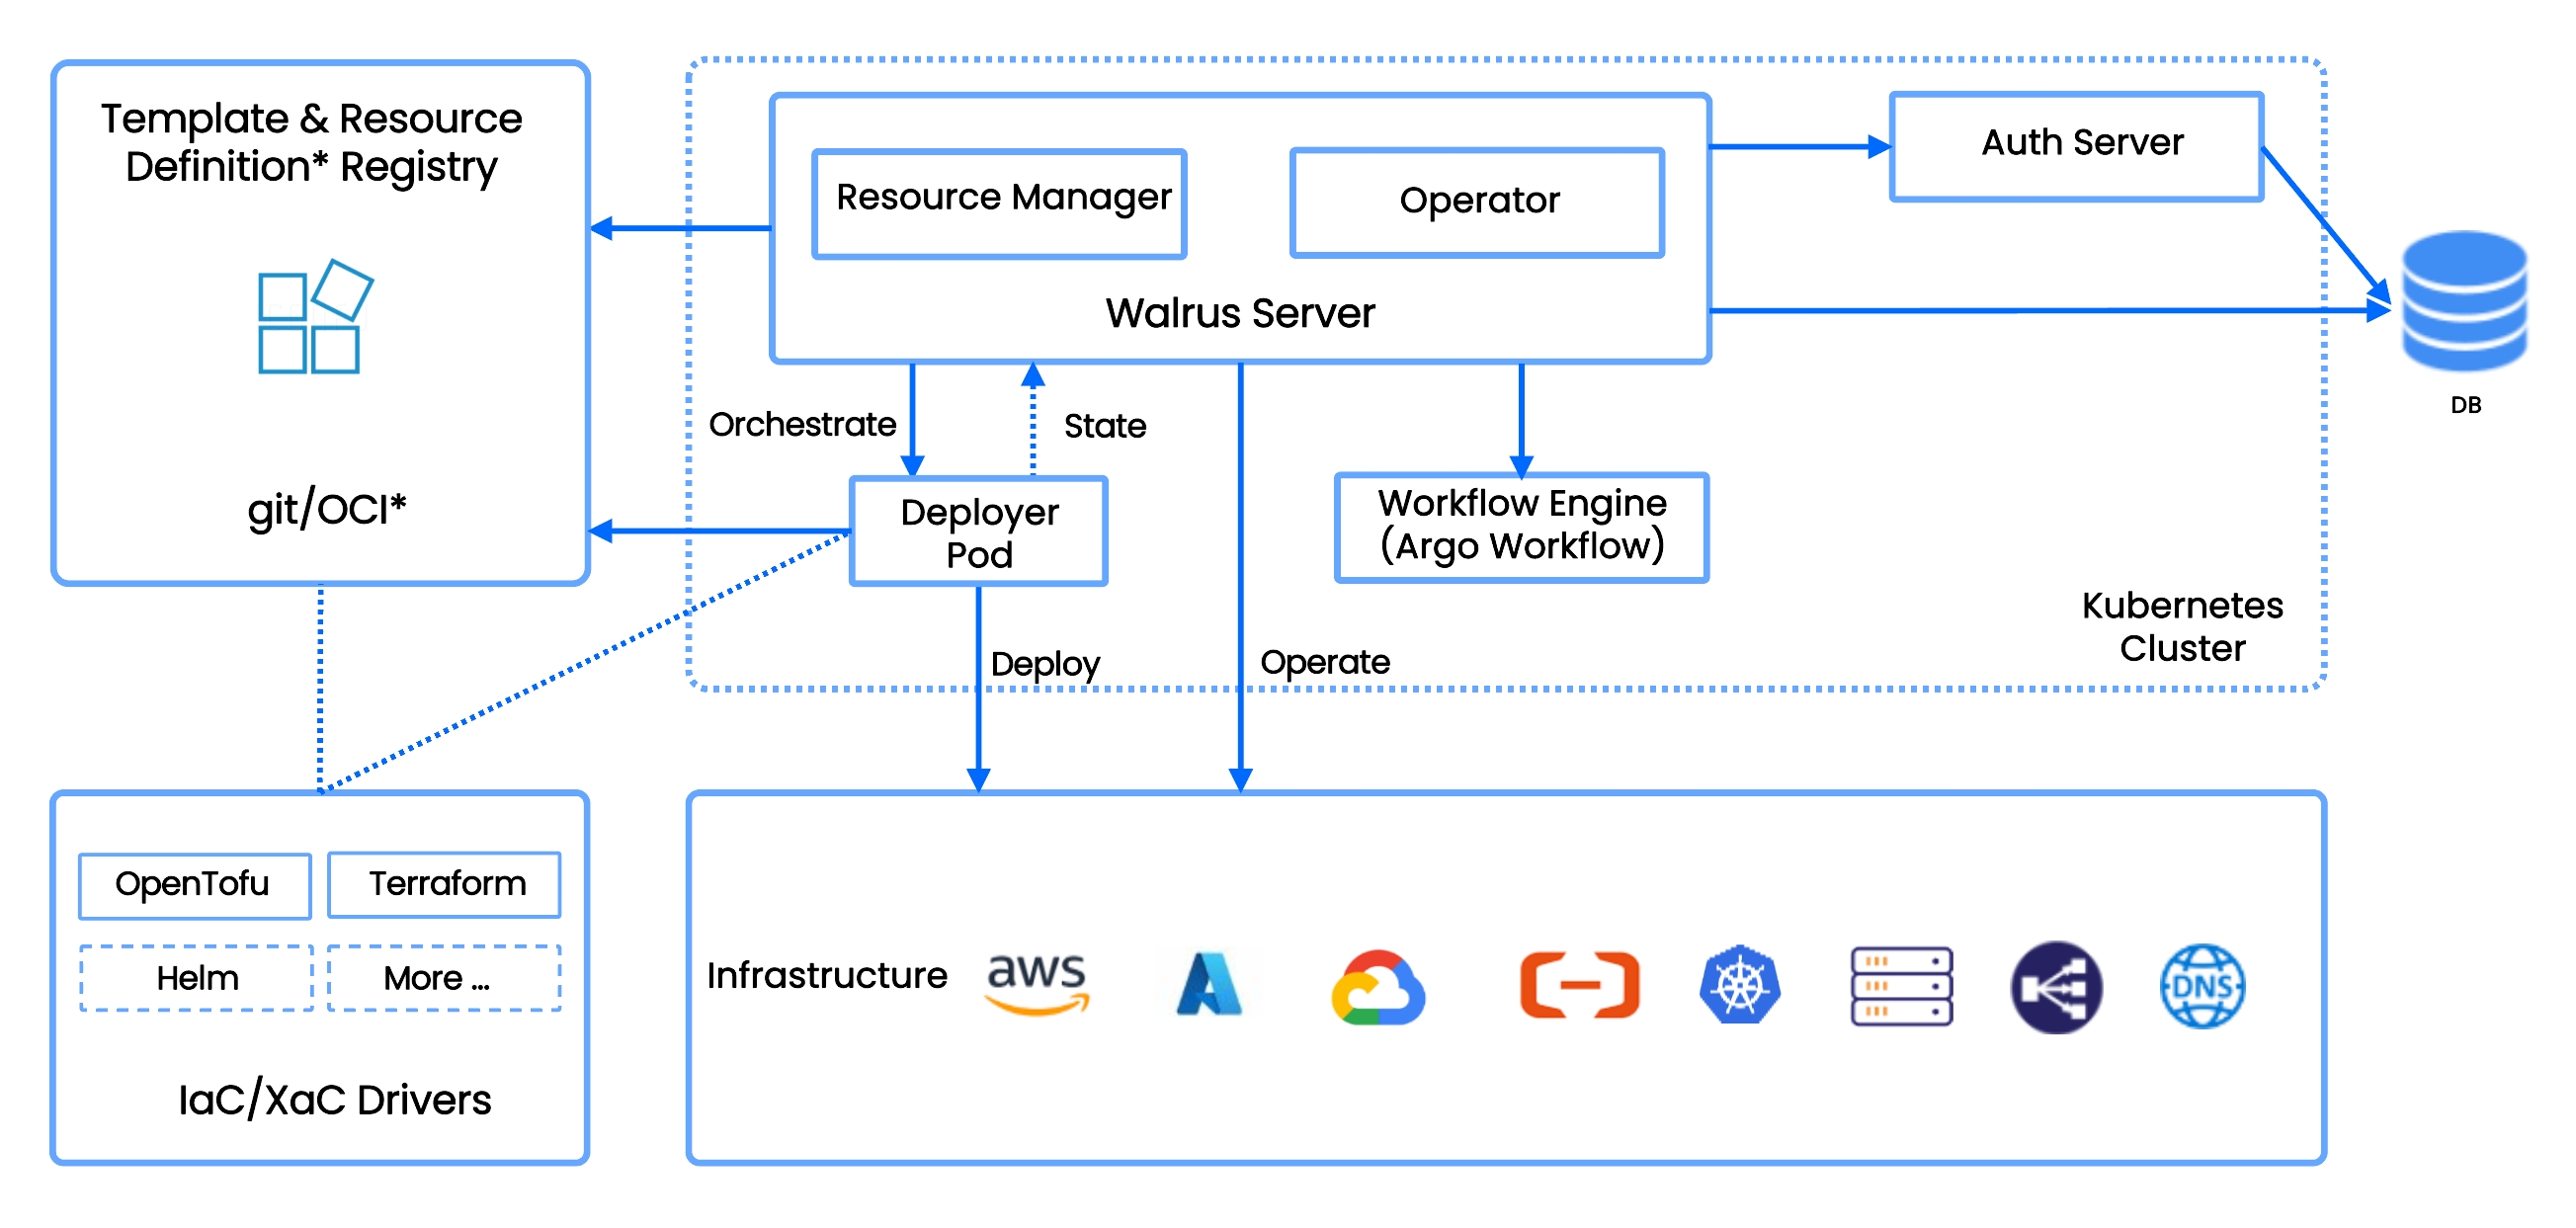 Template & Resource
Definition* Registry
git/OCI*
Resource Manager
Operator
Walrus Server
Auth Server
DB
Orchestrate
State
Deployer
Pod
Workflow Engine
(Argo Workflow)
Kubernetes
Cluster
Deploy
Operate
OpenTofu
Terraform
Helm
More ...
IaC/XaC Drivers
Infrastructure
aws
DNS